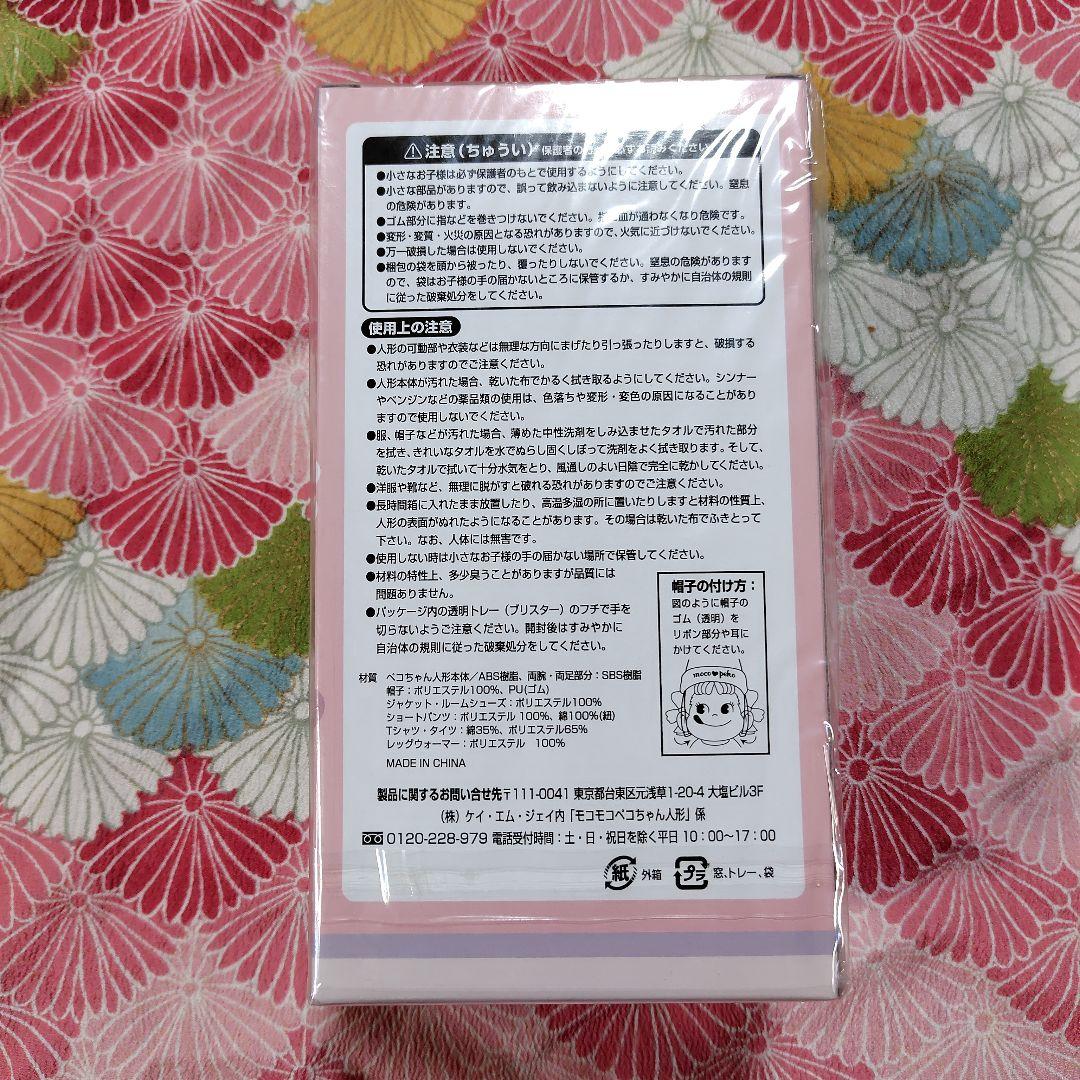 ⚠注意(ちゅうい) 保護者の
●小さなお子様は必ず保護者のもとで使用するようにしてください。
●小さな部品がありますので、誤って飲み込まないように注意してください。窒息
の危険があります。
●ゴム部分に指などを巻きつけないでください。指に血が通わなくなり危険です。
●変形・変質・火災の原因となる恐れがありますので、火気に近づけないでください。
●万一破損した場合は使用しないでください。
●梱包の袋を頭から被ったり、覆ったりしないでください。窒息の危険があります
ので、袋はお子様の手の届かないところに保管するか、すみやかに自治体の規則
に従った破棄処分をしてください。
使用上の注意
●人形の可動部や衣装などは無理な方向にまげたり引っ張ったりしますと、破損する
恐れがありますのでご注意ください。
●人形本体が汚れた場合、乾いた布でかるく拭き取るようにしてください。シンナー
やベンジンなどの薬品類の使用は、色落ちや変形・変色の原因になることがあり
ますので使用しないでください。
●服、帽子などが汚れた場合、薄めた中性洗剤をしみ込ませたタオルで汚れた部分
を拭き、きれいなタオルを水でぬらし固くしぼって洗剤をよく拭き取ります。そして、
乾いたタオルで拭いて十分水気をとり、風通しのよい日陰で完全に乾かしてください。
●洋服や靴など、無理に脱がすと破れる恐れがありますのでご注意ください。
●長時間箱に入れたまま放置したり、高温多湿の所に置いたりしますと材料の性質上、
人形の表面がぬれたようになることがあります。その場合は乾いた布でふきとって
下さい。なお、人体には無害です。
●使用しない時は小さなお子様の手の届かない場所で保管してください。
●材料の特性上、多少臭うことがありますが品質には
問題ありません。
●パッケージ内の透明トレー（ブリスター）のフチで手を
切らないようご注意ください。開封後はすみやかに
自治体の規則に従った破棄処分をしてください。
帽子の付け方：
図のように帽子の
ゴム（透明）を
リボン部分や耳に
かけてください。
moco♥peko
材質 ペコちゃん人形本体／ABS樹脂、両腕・両足部分：SBS樹脂
帽子：ポリエステル100％、PU(ゴム)
ジャケット・ルームシューズ：ポリエステル100％
ショートパンツ：ポリエステル 100％、綿100％(紐)
Tシャツ・タイツ：綿35％、ポリエステル65％
レッグウォーマー：ポリエステル 100％
MADE IN CHINA
製品に関するお問い合せ先〒111-0041 東京都台東区元浅草1-20-4 大塩ビル3F
（株）ケイ・エム・ジェイ内「モコモコペコちゃん人形」係
0120-228-979 電話受付時間：土・日・祝日を除く平日 10：00〜17：00
紙 外箱 プラ 窓、トレー、袋